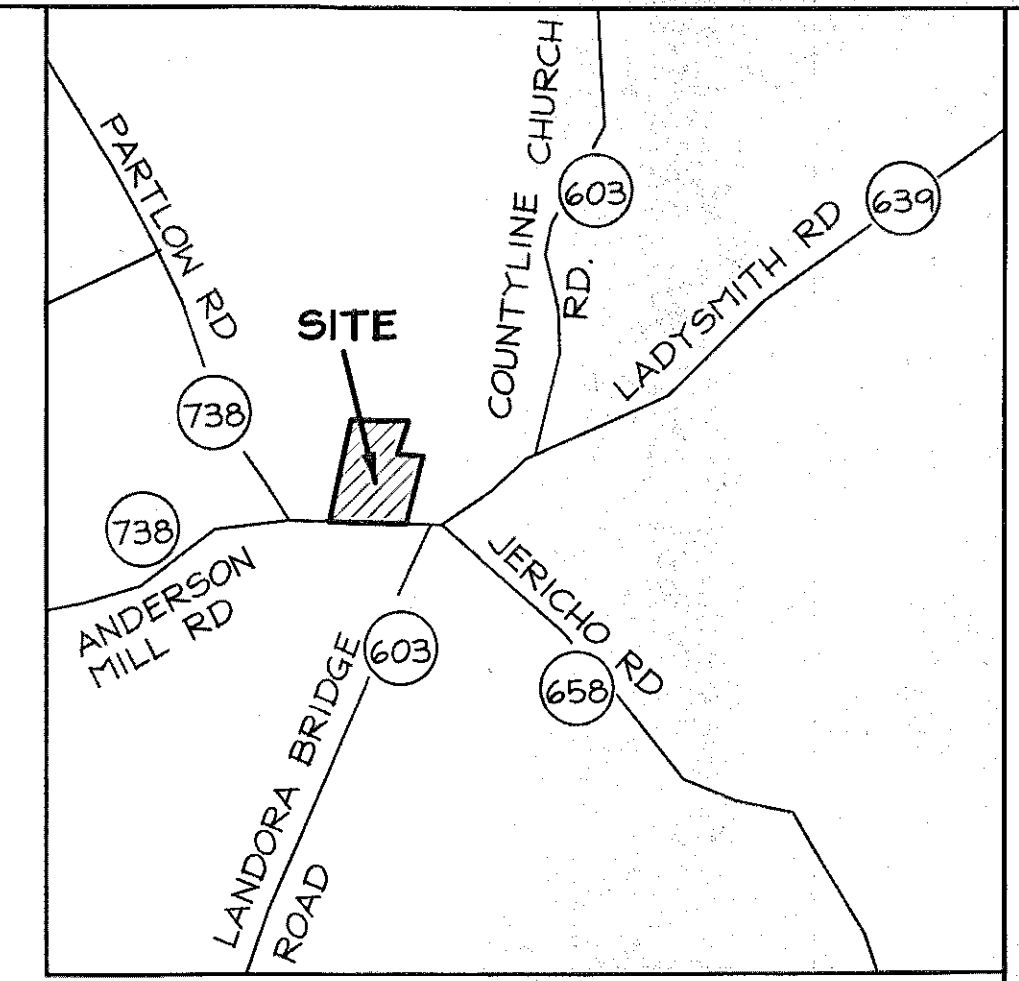 PARTLOW RD
COUNTYLINE CHURCH
RD.
603
639
LADYSMITH RD
SITE
738
738
ANDERSON
MILL RD
JERICHO RD
658
603
LANDORA BRIDGE
ROAD